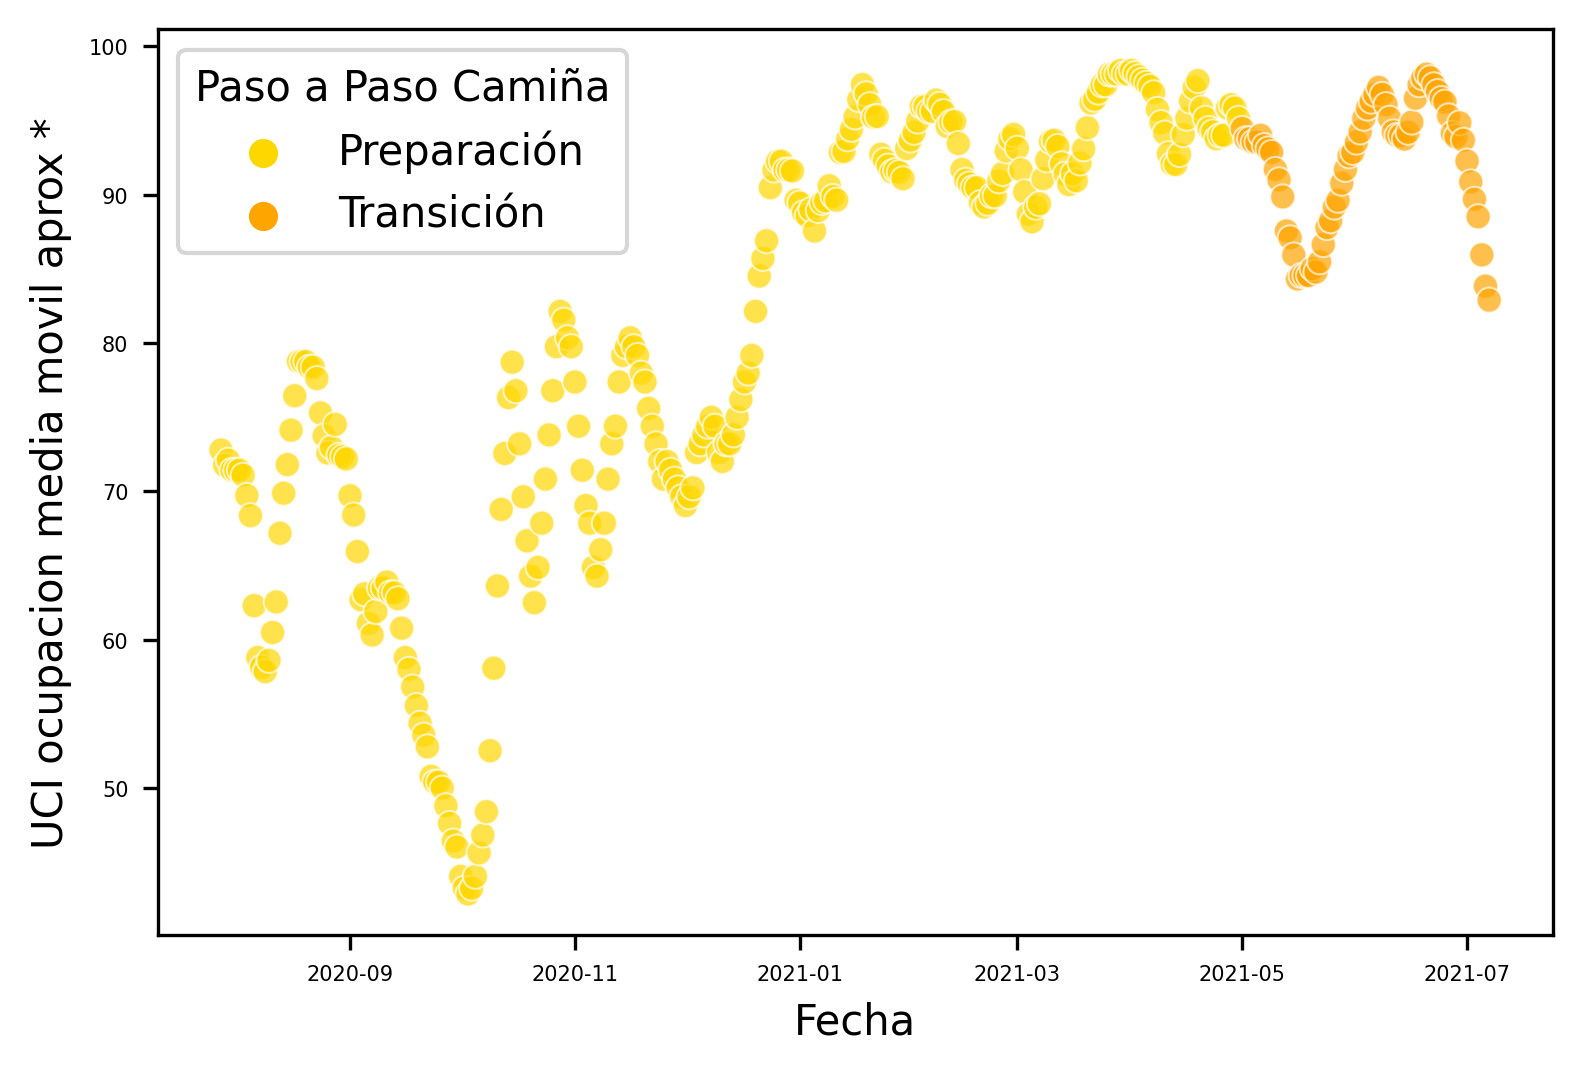 Paso a Paso Camiña
Preparación
Transición
UCI ocupacion media movil aprox *
100
90
80
70
60
50
2020-09
2020-11
2021-01
2021-03
2021-05
2021-07
Fecha